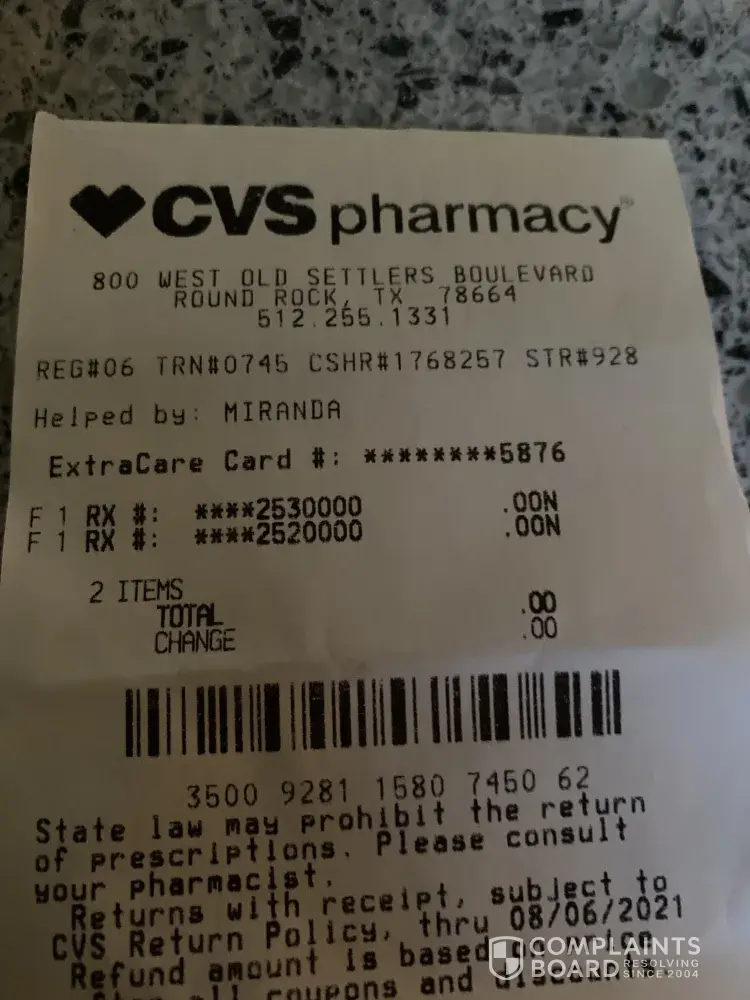 CVS pharmacy®
800 WEST OLD SETTLERS BOULEVARD
ROUND ROCK, TX 78664
512.255.1331
REG#06 TRN#0745 CSHR#1768257 STR#928
Helped by: MIRANDA
ExtraCare Card #: ********5876
F 1 RX #: ****2530000 .00N
F 1 RX #: ****2520000 .00N
2 ITEMS
TOTAL .00
CHANGE .00
3500 9281 1580 7450 62
State law may prohibit the return
of prescriptions. Please consult
your pharmacist.
Returns with receipt, subject to
CVS Return Policy, thru 08/06/2021
Refund amount is based
all coupons and
COMPLAINTS
BOARD RESOLVING
SINCE 2004